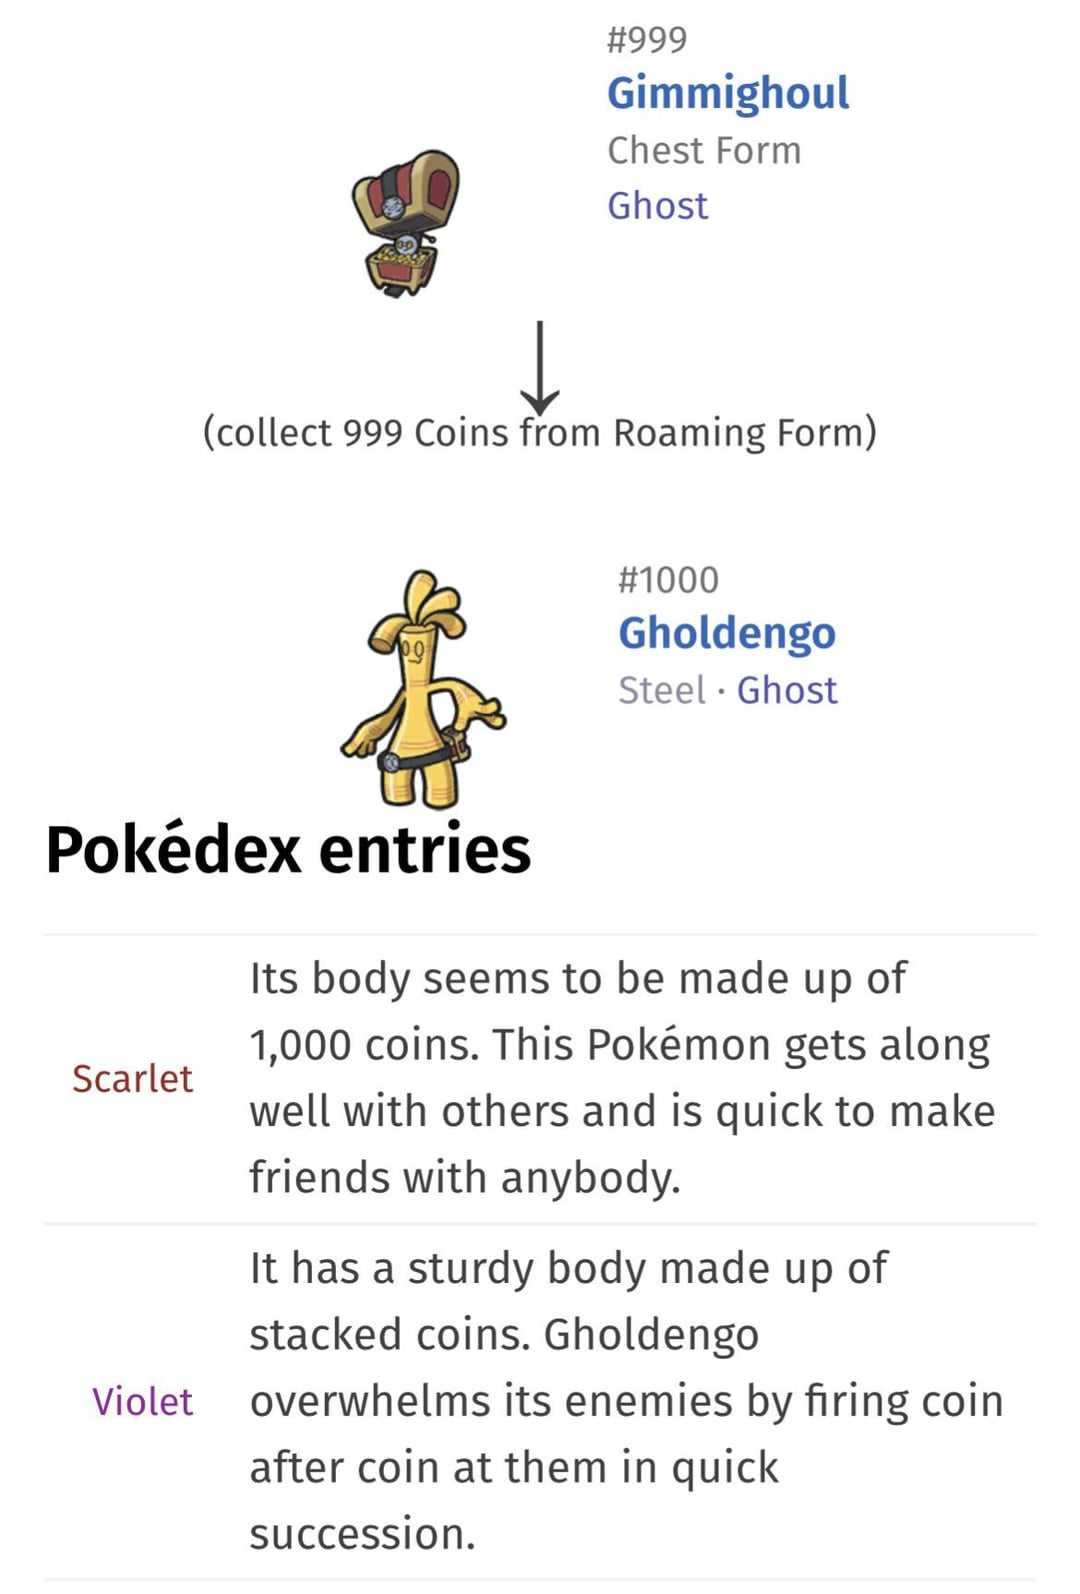 #999
Gimmighoul
Chest Form
Ghost
(collect 999 Coins from Roaming Form)
#1000
Gholdengo
Steel · Ghost
Pokédex entries
Scarlet
Its body seems to be made up of
1,000 coins. This Pokémon gets along
well with others and is quick to make
friends with anybody.
Violet
It has a sturdy body made up of
stacked coins. Gholdengo
overwhelms its enemies by firing coin
after coin at them in quick
succession.